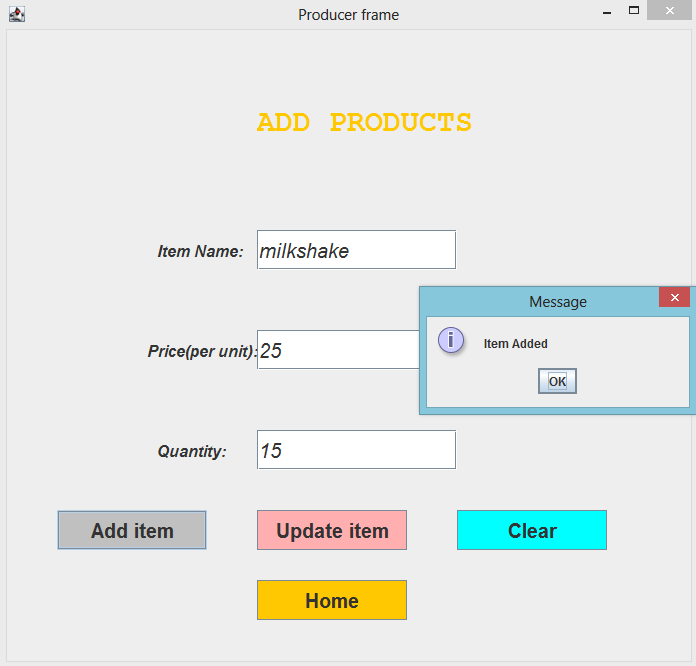 Producer frame
ADD PRODUCTS
Item Name: milkshake
Message
Item Added
OK
Price(per unit): 25
Quantity: 15
Add item Update item Clear
Home